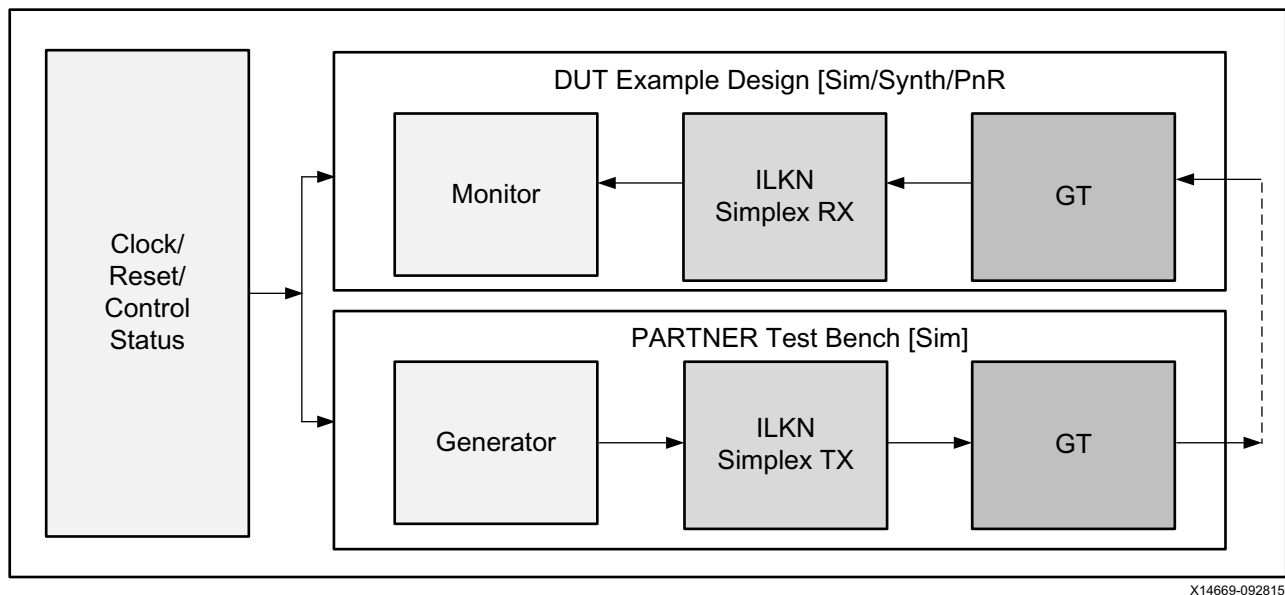 DUT Example Design [Sim/Synth/PnR
Monitor
ILKN
Simplex RX
GT
Clock/
Reset/
Control
Status
PARTNER Test Bench [Sim]
Generator
ILKN
Simplex TX
GT
X14669-092815